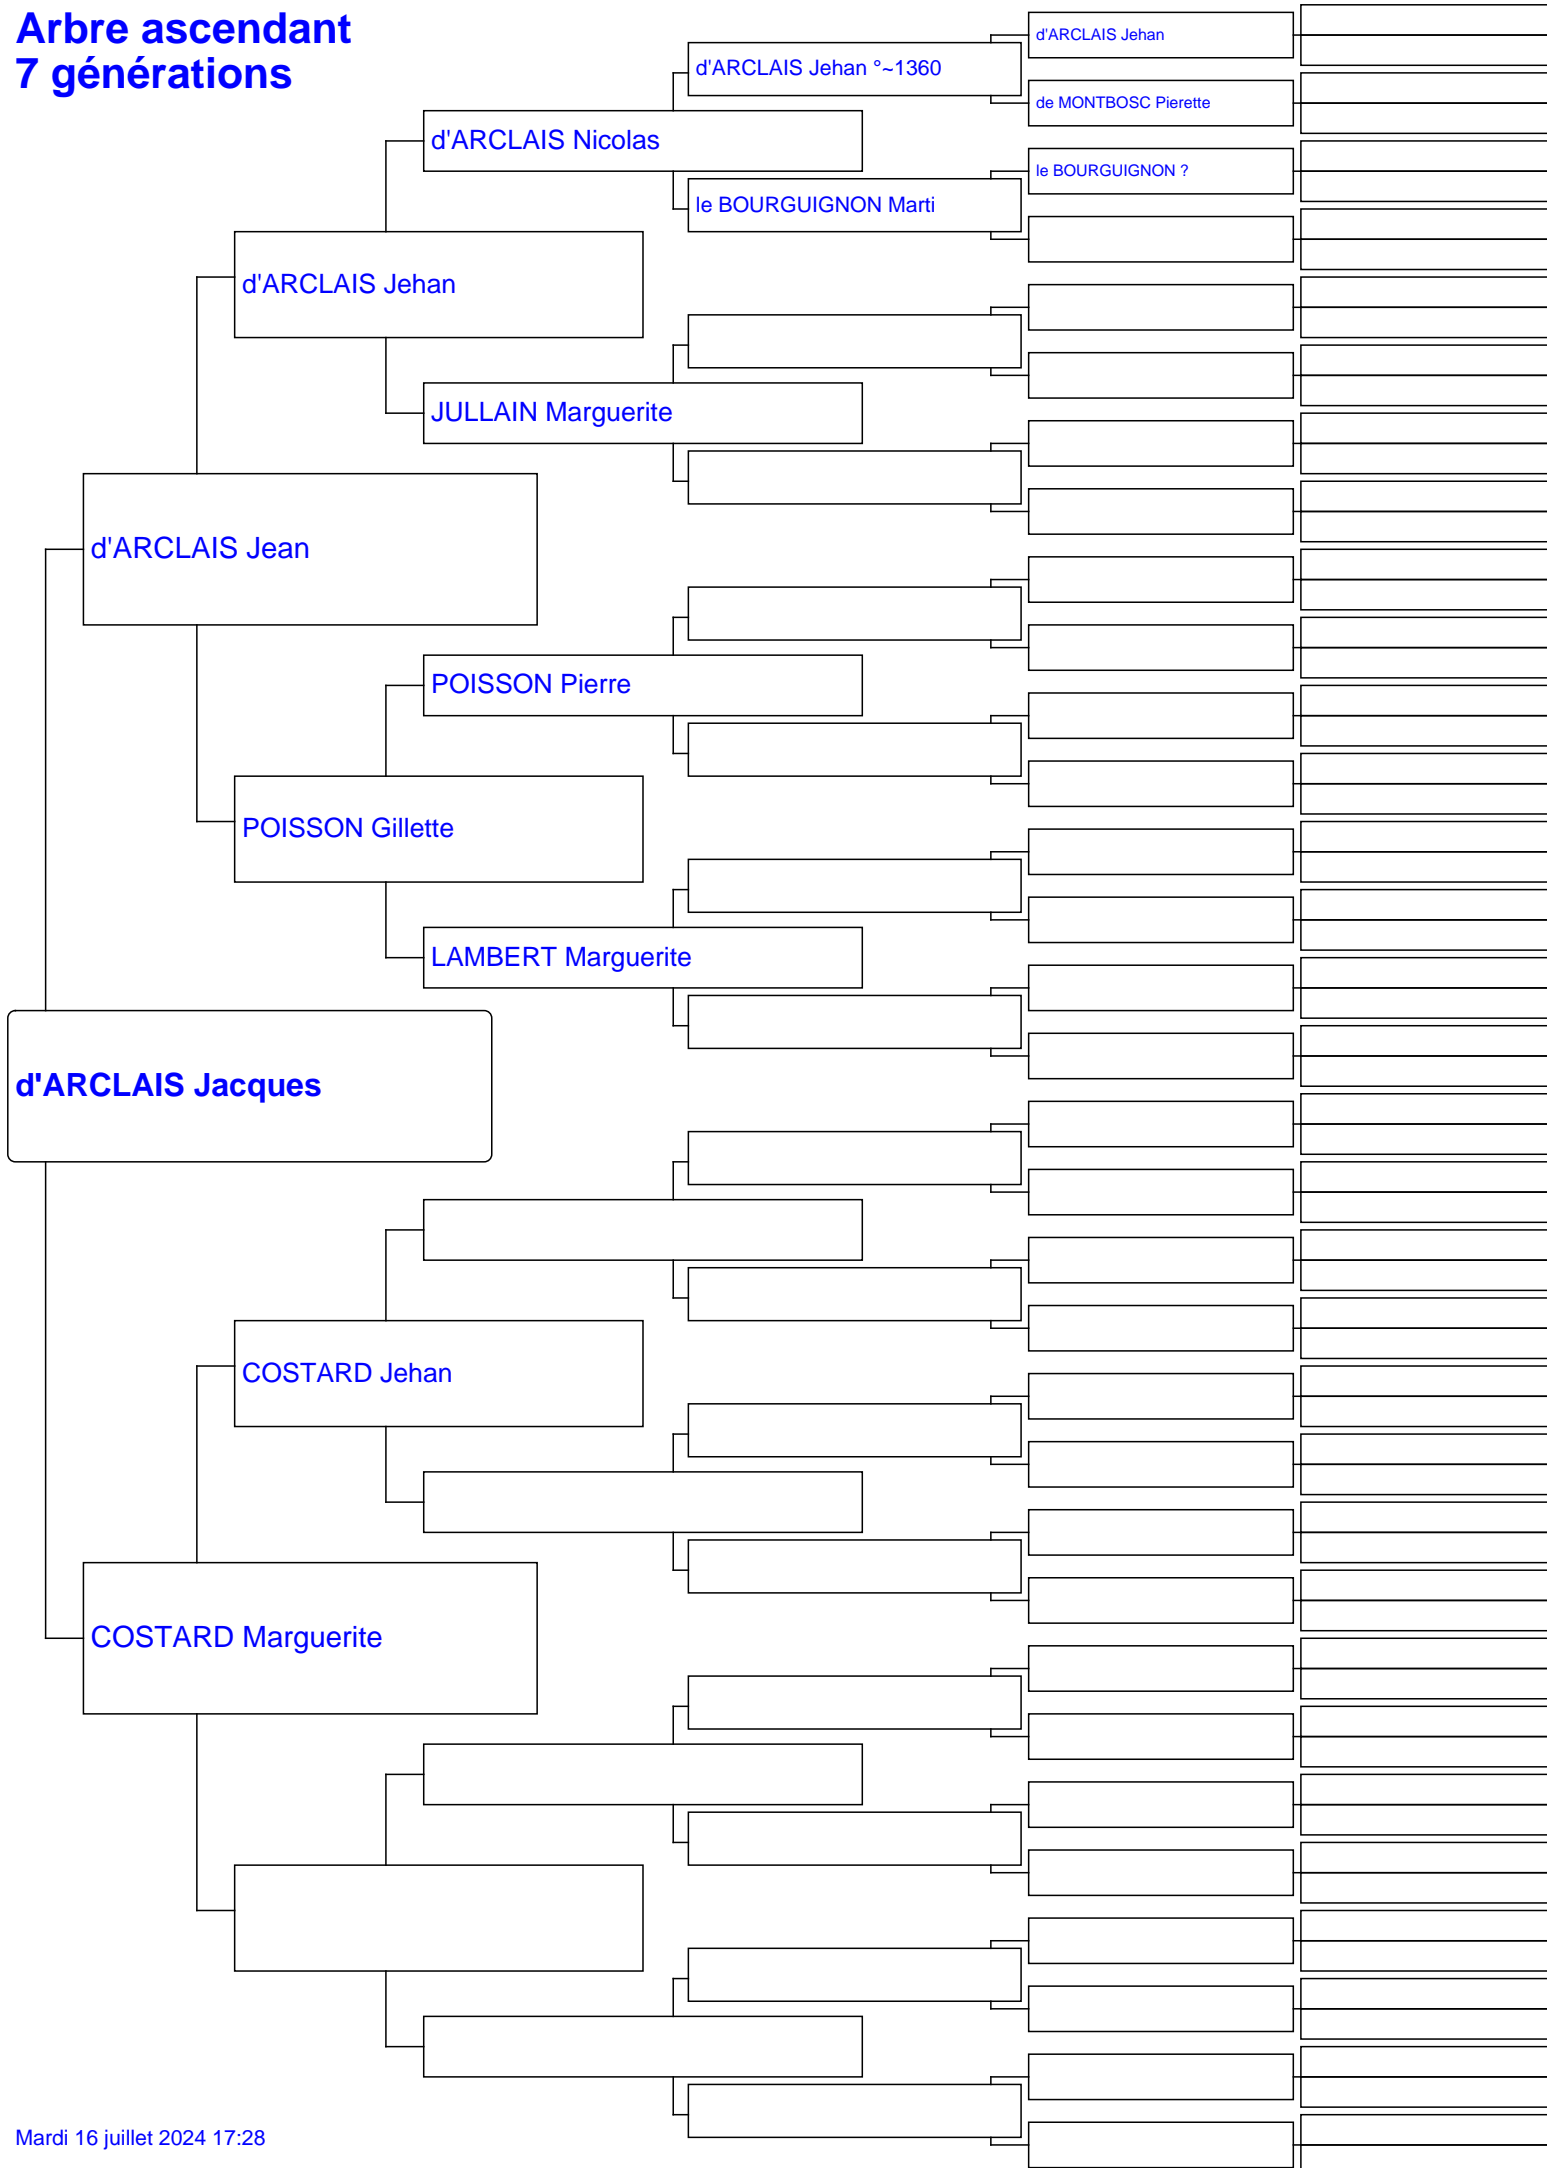 Arbre ascendant
7 générations
d'ARCLAIS Jehan
d'ARCLAIS Jehan °~1360
de MONTBOSC Pierette
d'ARCLAIS Nicolas
le BOURGUIGNON ?
le BOURGUIGNON Marti
d'ARCLAIS Jehan
JULLAIN Marguerite
d'ARCLAIS Jean
POISSON Pierre
POISSON Gillette
LAMBERT Marguerite
d'ARCLAIS Jacques
COSTARD Jehan
COSTARD Marguerite
Mardi 16 juillet 2024 17:28